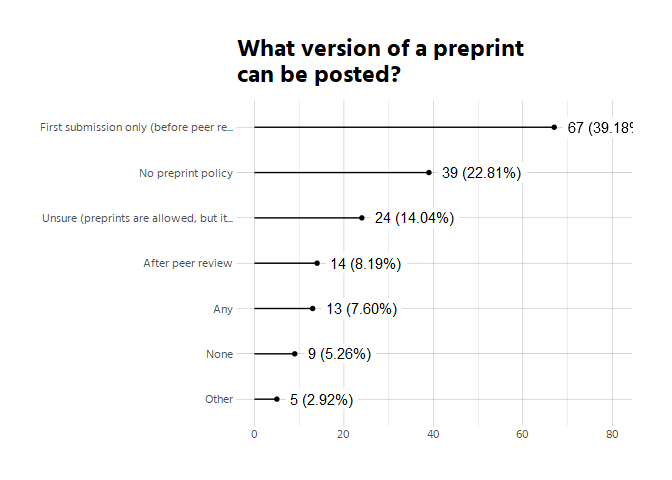 What version of a preprint
can be posted?
First submission only (before peer re...
67 (39.18%
No preprint policy
39 (22.81%)
Unsure (preprints are allowed, but it...
24 (14.04%)
After peer review
14 (8.19%)
Any
13 (7.60%)
None
9 (5.26%)
Other
5 (2.92%)
0 20 40 60 80